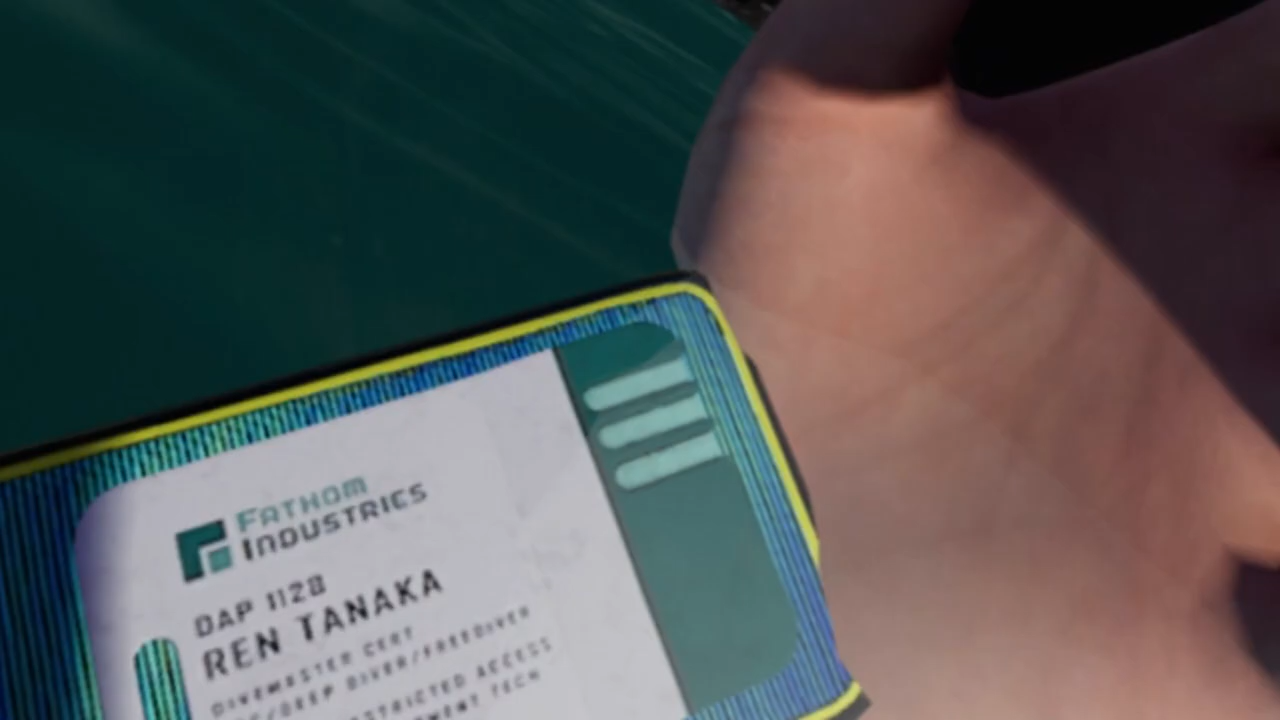 FATHOM
INDUSTRIES
DAP 1128
REN TANAKA
DIVEMASTER CERT
/DEEP DIVER/FREEDIVER
RESTRICTED ACCESS
TECH